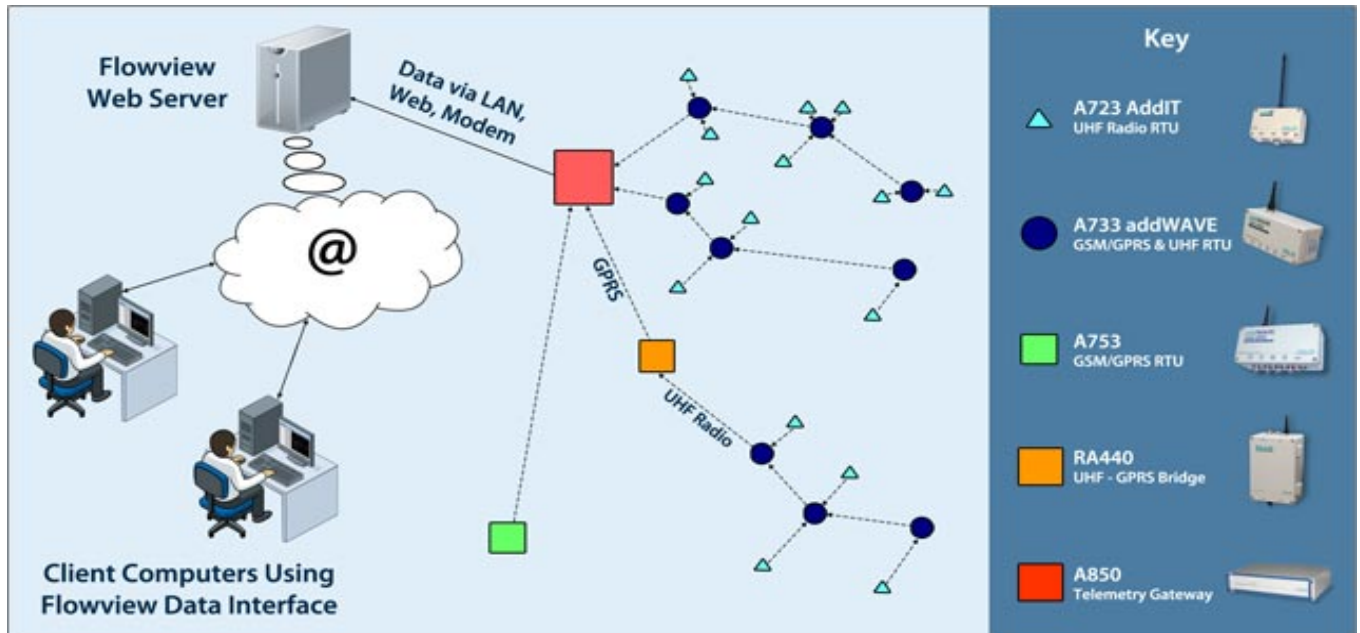 Flowview
Web Server
Data via LAN,
Web, Modem
@
GPRS
UHF Radio
Client Computers Using
Flowview Data Interface
Key
A723 AddIT
UHF Radio RTU
A733 addWAVE
GSM/GPRS & UHF RTU
A753
GSM/GPRS RTU
RA440
UHF - GPRS Bridge
A850
Telemetry Gateway